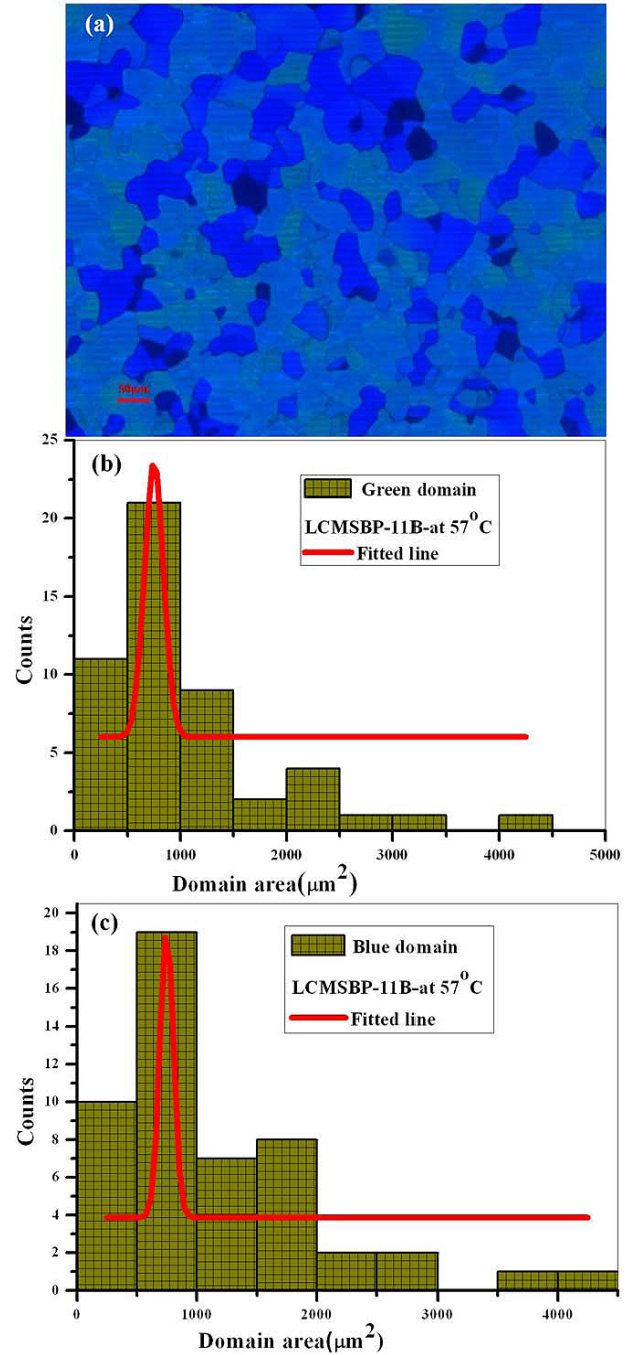 (a)
50μm
25
20
15
10
5
0
Counts
(b)
Green domain
LCMSBP-11B-at 57°C
Fitted line
0 1000 2000 3000 4000 5000
Domain area(μm²)
20
18
16
14
12
10
8
6
4
2
0
Counts
(c)
Blue domain
LCMSBP-11B-at 57°C
Fitted line
0 1000 2000 3000 4000
Domain area(μm²)